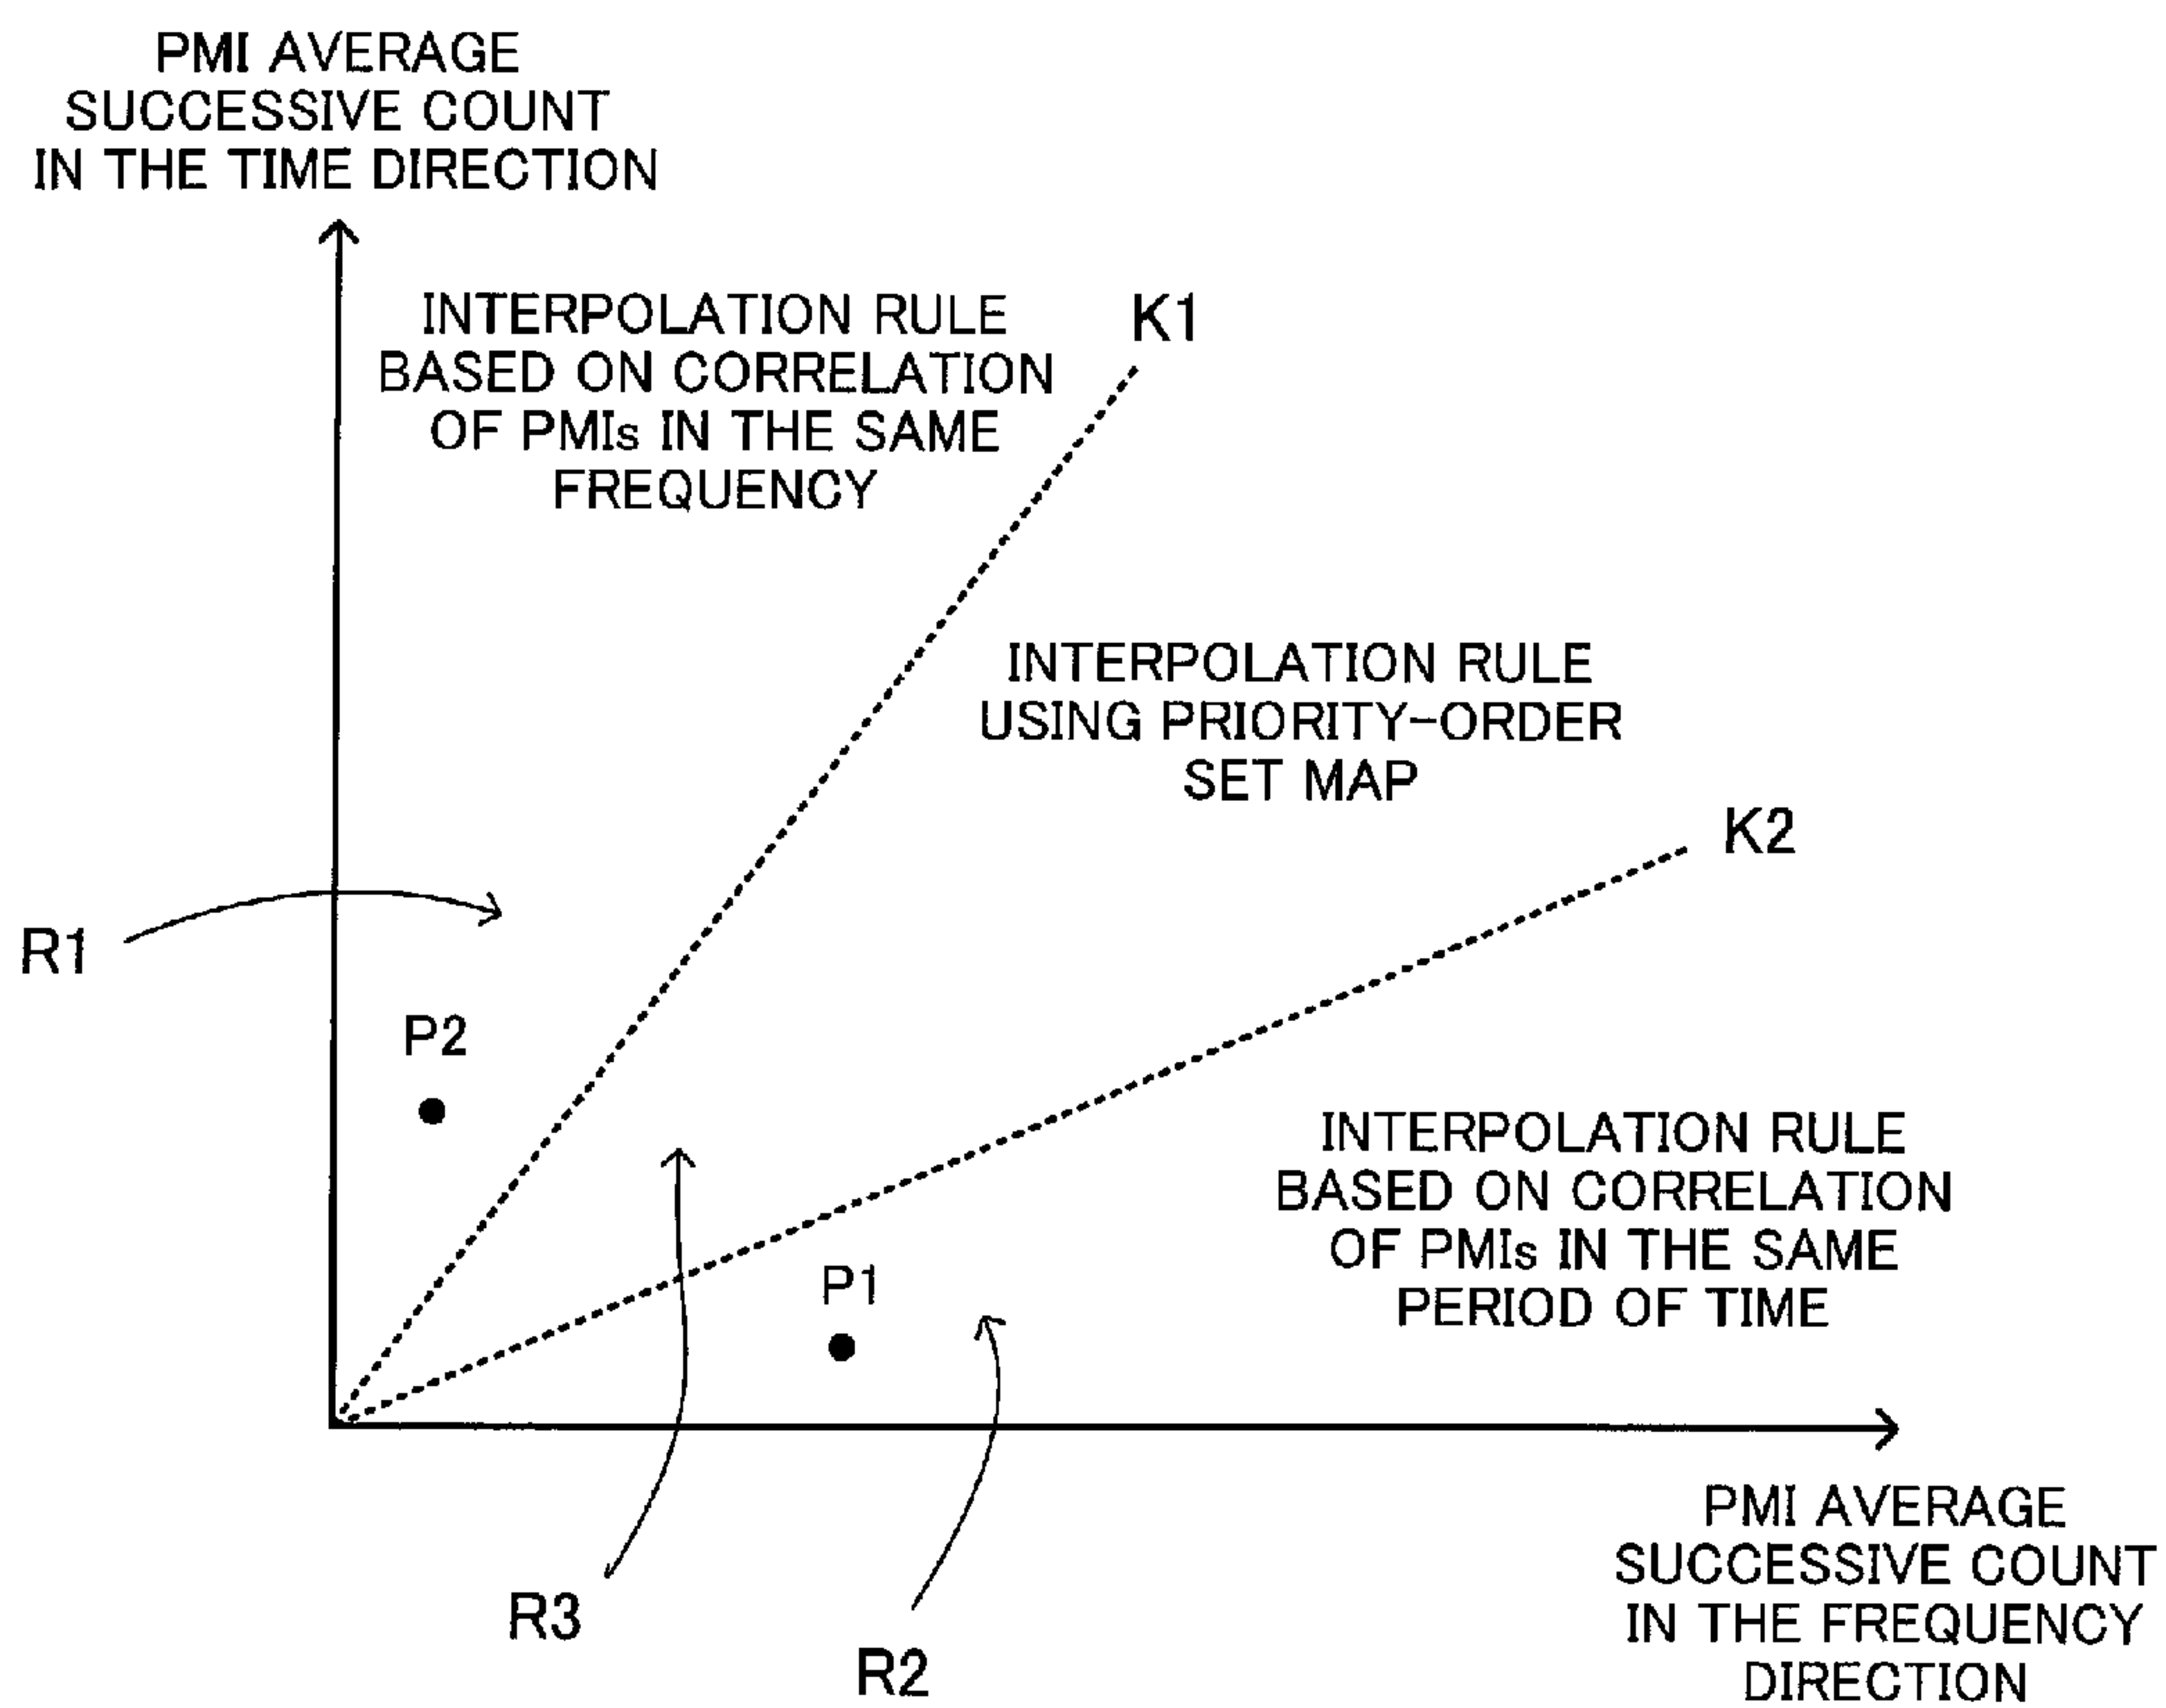 PMI AVERAGE
SUCCESSIVE COUNT
IN THE TIME DIRECTION
INTERPOLATION RULE
BASED ON CORRELATION
OF PMIs IN THE SAME
FREQUENCY
K1
INTERPOLATION RULE
USING PRIORITY-ORDER
SET MAP
K2
R1
P2
INTERPOLATION RULE
BASED ON CORRELATION
OF PMIs IN THE SAME
PERIOD OF TIME
P1
R3
R2
PMI AVERAGE
SUCCESSIVE COUNT
IN THE FREQUENCY
DIRECTION